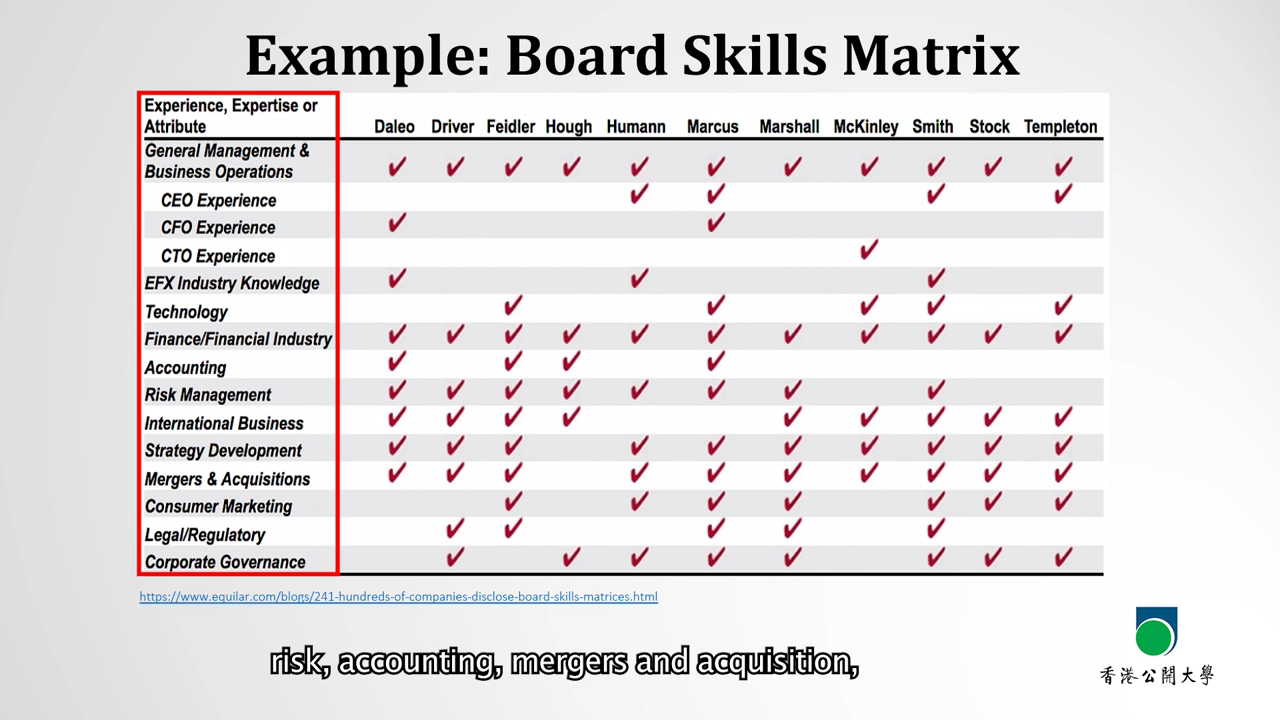 Example: Board Skills Matrix
Experience, Expertise or
Attribute
Daleo Driver Feidler Hough Humann Marcus Marshall McKinley Smith Stock Templeton
General Management &
Business Operations ✓ ✓ ✓ ✓ ✓ ✓ ✓ ✓ ✓ ✓ ✓
CEO Experience ✓ ✓ ✓ ✓
CFO Experience ✓ ✓
CTO Experience ✓
EFX Industry Knowledge ✓ ✓ ✓
Technology ✓ ✓ ✓ ✓ ✓
Finance/Financial Industry ✓ ✓ ✓ ✓ ✓ ✓ ✓ ✓ ✓ ✓ ✓
Accounting ✓ ✓ ✓ ✓
Risk Management ✓ ✓ ✓ ✓ ✓ ✓ ✓ ✓
International Business ✓ ✓ ✓ ✓ ✓ ✓ ✓ ✓ ✓
Strategy Development ✓ ✓ ✓ ✓ ✓ ✓ ✓ ✓ ✓ ✓
Mergers & Acquisitions ✓ ✓ ✓ ✓ ✓ ✓ ✓ ✓ ✓ ✓
Consumer Marketing ✓ ✓ ✓ ✓ ✓ ✓ ✓
Legal/Regulatory ✓ ✓ ✓ ✓ ✓
Corporate Governance ✓ ✓ ✓ ✓ ✓ ✓ ✓ ✓
https://www.equilar.com/blogs/241-hundreds-of-companies-disclose-board-skills-matrices.html
risk, accounting, mergers and acquisition,
香港公開大學